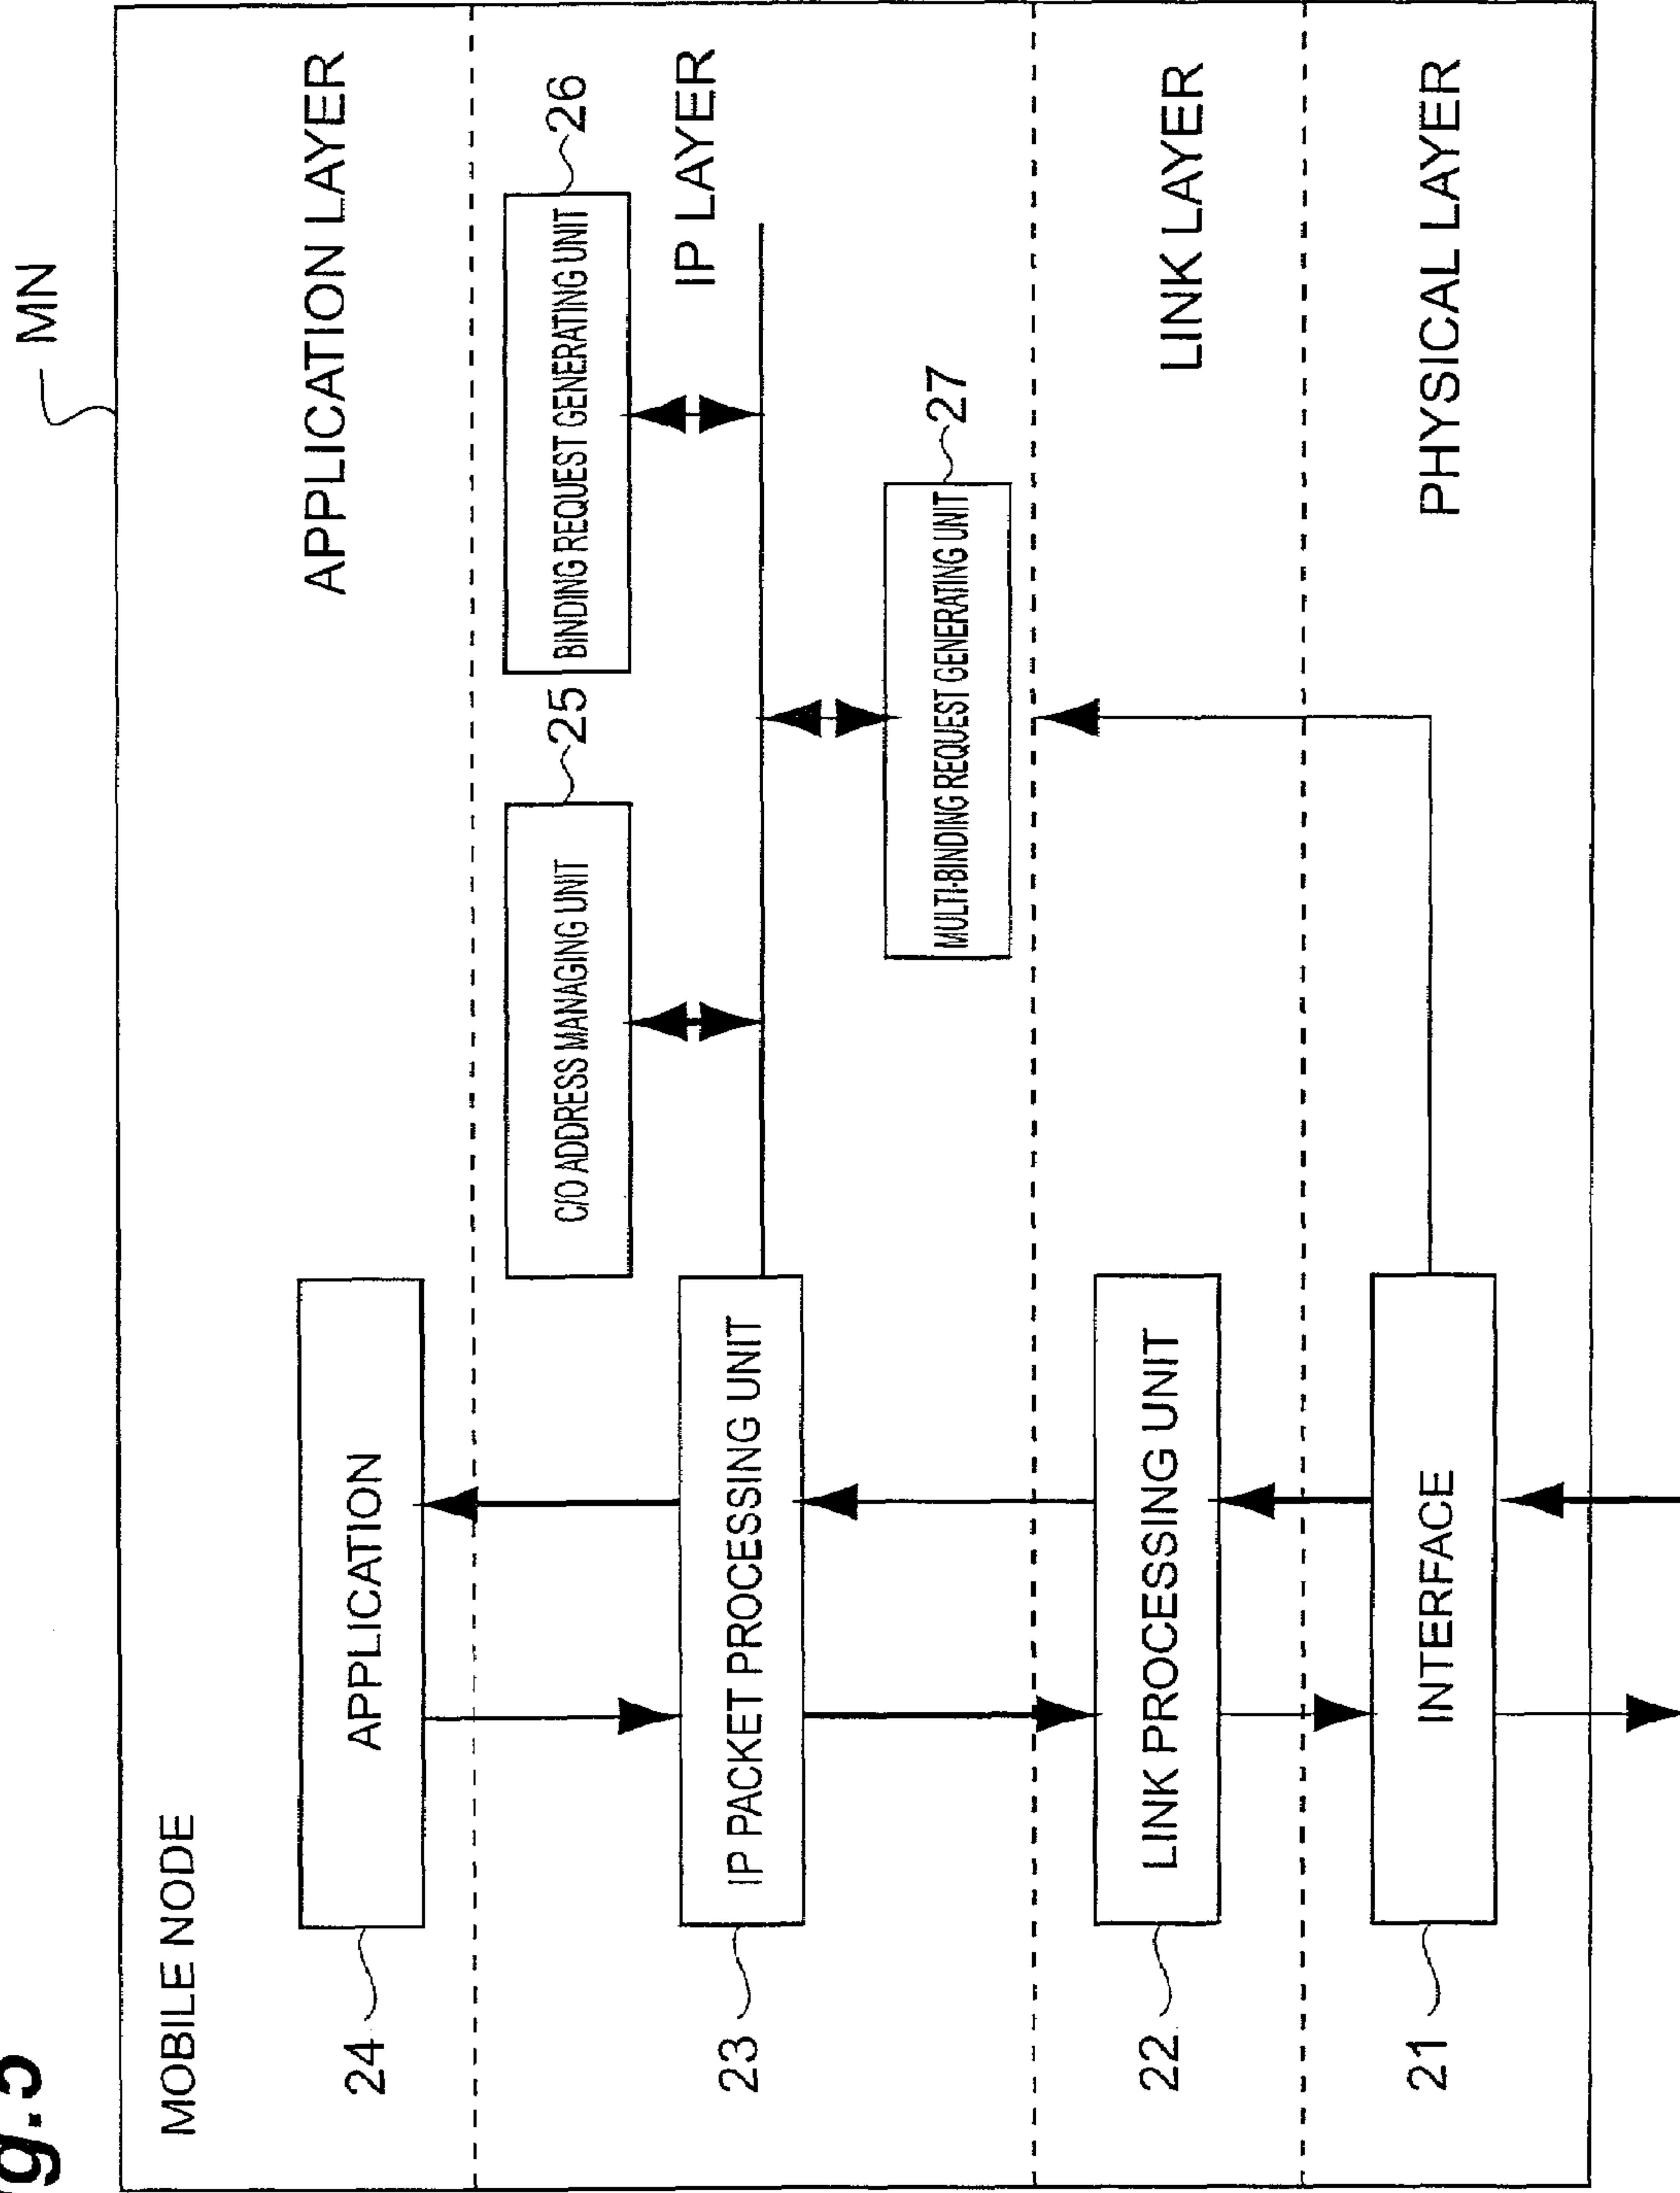 g.5
MN
MOBILE NODE
APPLICATION LAYER
24
APPLICATION
25
26
C/O ADDRESS MANAGING UNIT
BINDING REQUEST GENERATING UNIT
IP LAYER
23
IP PACKET PROCESSING UNIT
27
MULTI-BINDING REQUEST GENERATING UNIT
22
LINK PROCESSING UNIT
LINK LAYER
21
INTERFACE
PHYSICAL LAYER